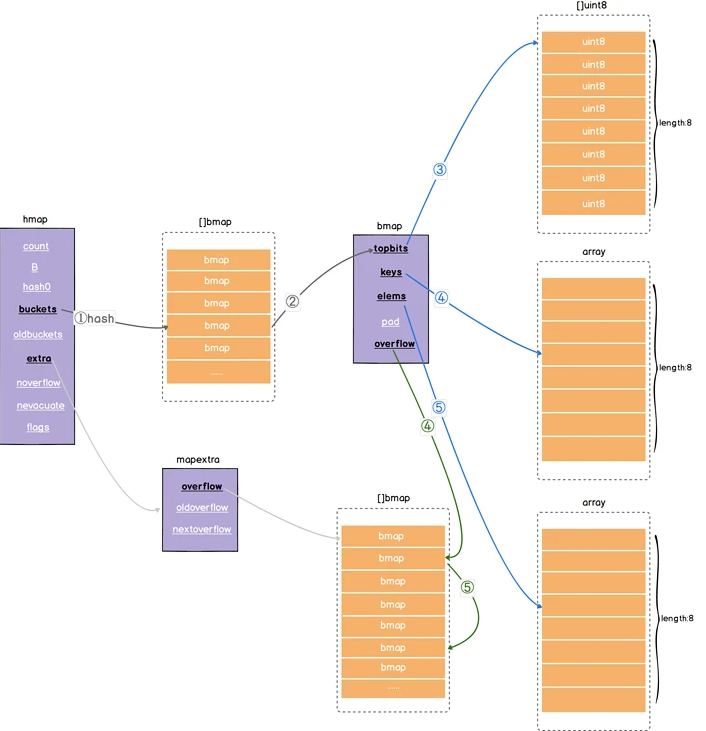 []uint8
uint8
uint8
uint8
uint8
uint8
uint8
uint8
uint8
length:8
③
hmap
count
B
hash0
buckets
oldbuckets
extra
noverflow
nevacuate
flags
①hash
[]bmap
bmap
bmap
bmap
bmap
bmap
......
②
bmap
topbits
keys
elems
pad
overflow
④
⑤
④
array
length:8
mapextra
overflow
oldoverflow
nextoverflow
[]bmap
bmap
bmap
bmap
bmap
bmap
bmap
bmap
......
⑤
array
length:8